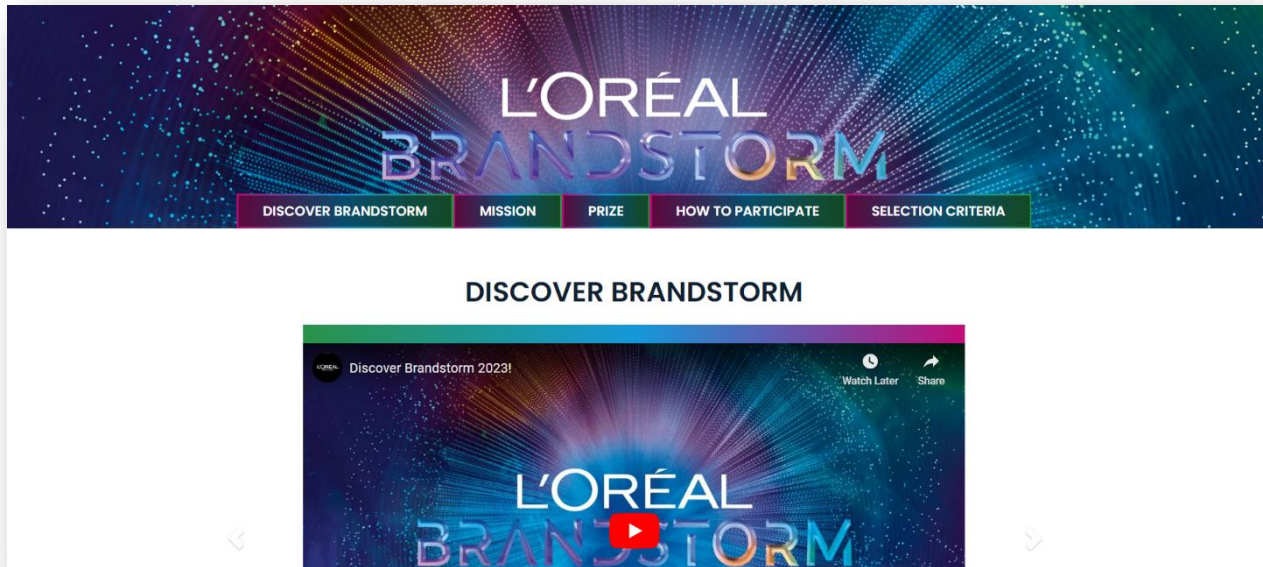 L'ORÉAL
BRANDSTORM
DISCOVER BRANDSTORM MISSION PRIZE HOW TO PARTICIPATE SELECTION CRITERIA
DISCOVER BRANDSTORM
L'ORÉAL Discover Brandstorm 2023!
Watch Later Share
L'ORÉAL
BRANDSTORM